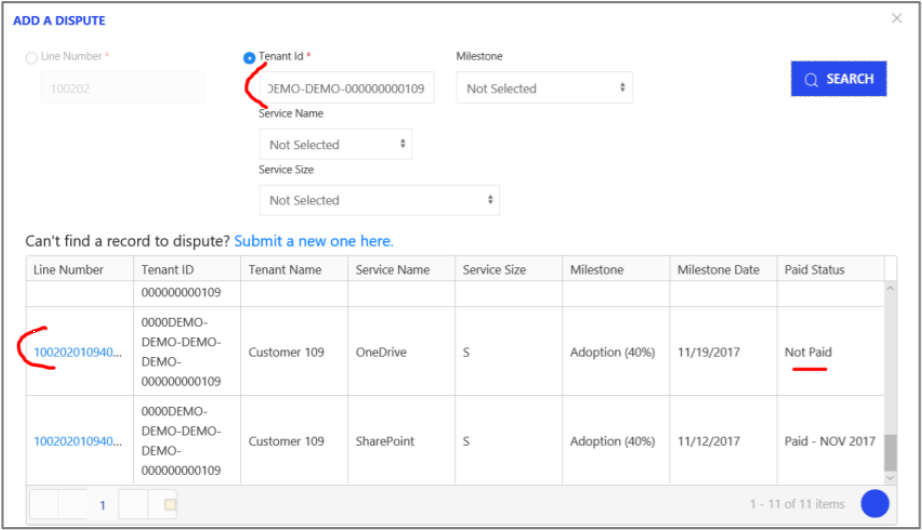 ADD A DISPUTE
Line Number * Tenant Id * Milestone
100202 DEMO-DEMO-000000000109 Not Selected SEARCH
Service Name
Not Selected
Service Size
Not Selected
Can't find a record to dispute? Submit a new one here.
Line Number Tenant ID Tenant Name Service Name Service Size Milestone Milestone Date Paid Status
000000000109
0000DEMO-
DEMO-DEMO-
100202010940... Customer 109 OneDrive S Adoption (40%) 11/19/2017 Not Paid
DEMO-
000000000109
0000DEMO-
DEMO-DEMO-
100202010940... Customer 109 SharePoint S Adoption (40%) 11/12/2017 Paid - NOV 2017
DEMO-
000000000109
1 1 - 11 of 11 items